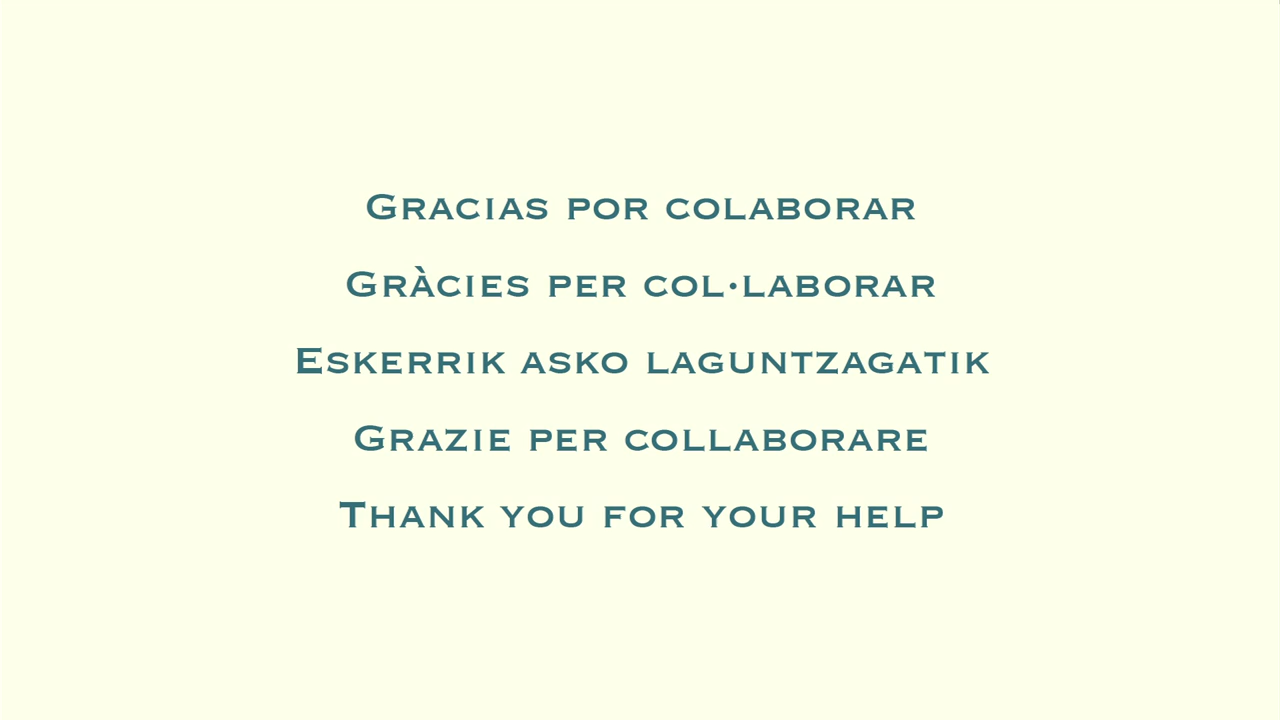 Gracias por colaborar
Gràcies per col·laborar
Eskerrik asko laguntzagatik
Grazie per collaborare
Thank you for your help